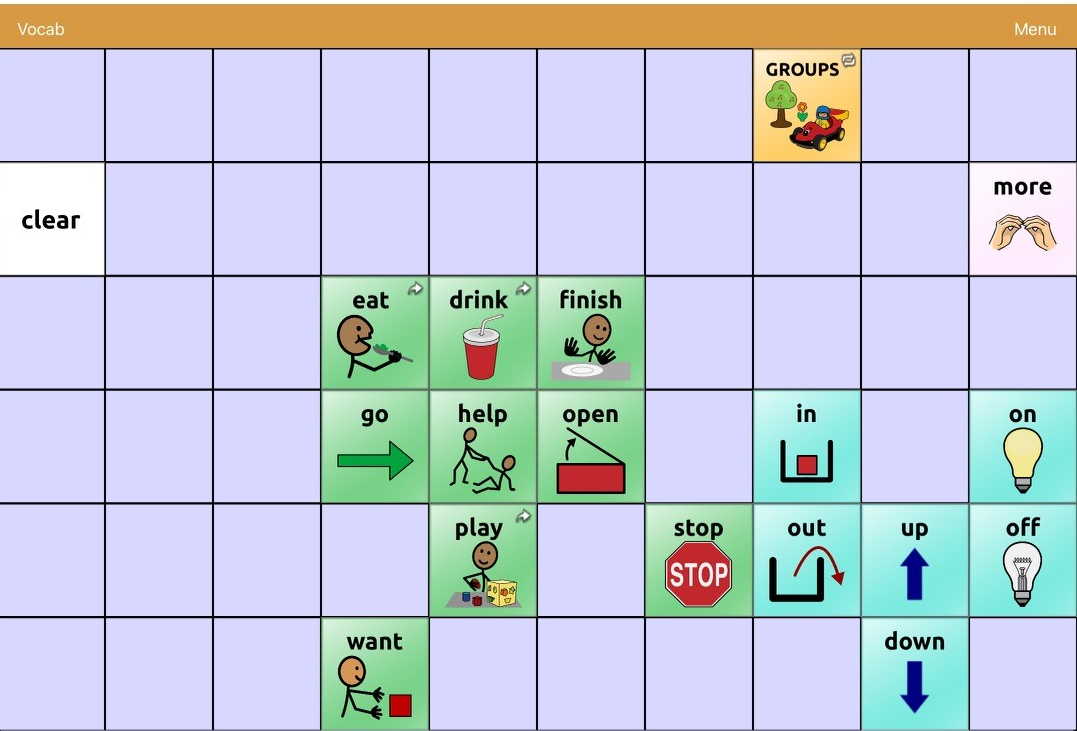 Vocab
Menu
GROUPS
clear
more
eat
drink
finish
go
help
open
in
on
play
stop
STOP
out
up
off
want
down